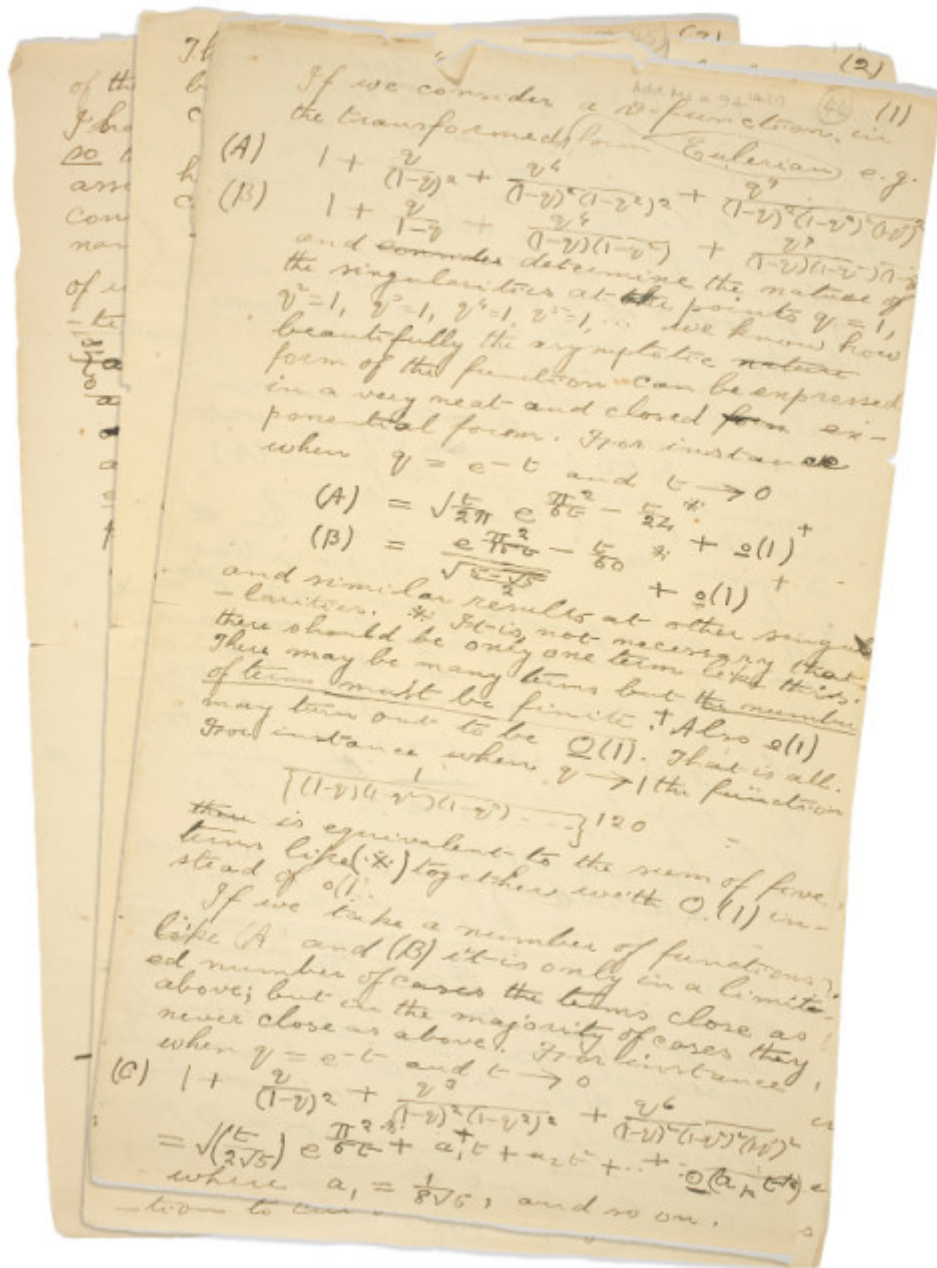 (2)
(1)
44
of the
Th
If we consider a ϑ-function in
the transformed form Eulerian e.g.
(A) 1 + q/(1-q)² + q⁴/(1-q)²(1-q²)² + q⁹/(1-q)²(1-q²)²(1-q³)²
(B) 1 + q/1-q + q⁴/(1-q)(1-q²) + q⁹/(1-q)(1-q²)(1-q
and consider determine the nature of
the singularities at the points q = 1,
q² = 1, q³ = 1, q⁴ = 1, q⁵ = 1, ... we know how
beautifully the asymptotic nature
form of the function can be expressed
in a very neat and closed form ex-
ponential form. For instance
when q = e^-t and t → 0
(A) = √t/2π e^π²/6t - t/24 * + o(1) +
(B) = e^π²/15t - t/60 * / √5-√5/2 + o(1) +
and similar results at other singu
-larities. * It is not necessary that
there should be only one term like this.
There may be many terms but the number
of terms must be finite. + Also o(1)
may turn out to be O(1). That is all.
For instance when q → 1 the function
{1/(1-q)(1-q²)(1-q³) ...}120
is equivalent to the sum of five
terms like (*) together with O(1) in-
stead of o(1).
If we take a number of functions
like (A and (B) it is only in a limit-
ed number of cases the terms close as
above; but in the majority of cases they
never close as above. For instance
when q = e^-t and t → 0
(C) 1 + q/(1-q)² + q³/(1-q)²(1-q²)² + q⁶/(1-q)²(1-q²)²(1-q³)²
= √(t/2√5) e^π²/5t + a₁t + a₂t² + ... + O(aₖtᵏ)
where a₁ = 1/8√5, and so on.